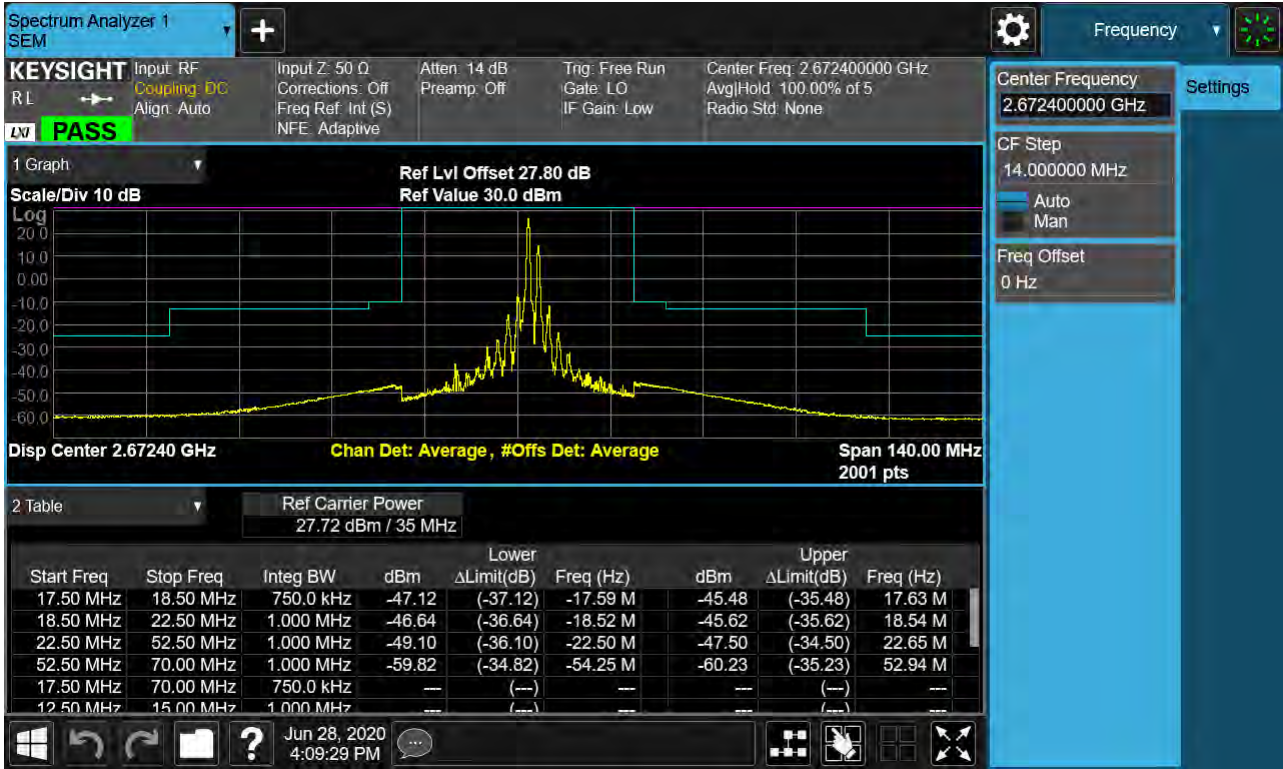 Spectrum Analyzer 1
SEM
+
Frequency
KEYSIGHT
RL
LXI
PASS
Input: RF
Coupling: DC
Align: Auto
Input Z: 50 Ω
Corrections: Off
Freq Ref: Int (S)
NFE: Adaptive
Atten: 14 dB
Preamp: Off
Trig: Free Run
Gate: LO
IF Gain: Low
Center Freq: 2.672400000 GHz
Avg|Hold: 100.00% of 5
Radio Std: None
Center Frequency
2.672400000 GHz
Settings
CF Step
14.000000 MHz
Auto
Man
Freq Offset
0 Hz
1 Graph
Scale/Div 10 dB
Ref Lvl Offset 27.80 dB
Ref Value 30.0 dBm
Log
20.0
10.0
0.00
-10.0
-20.0
-30.0
-40.0
-50.0
-60.0
Disp Center 2.67240 GHz
Chan Det: Average , #Offs Det: Average
Span 140.00 MHz
2001 pts
2 Table
Ref Carrier Power
27.72 dBm / 35 MHz
Lower Upper
Start Freq Stop Freq Integ BW dBm ΔLimit(dB) Freq (Hz) dBm ΔLimit(dB) Freq (Hz)
17.50 MHz 18.50 MHz 750.0 kHz -47.12 (-37.12) -17.59 M -45.48 (-35.48) 17.63 M
18.50 MHz 22.50 MHz 1.000 MHz -46.64 (-36.64) -18.52 M -45.62 (-35.62) 18.54 M
22.50 MHz 52.50 MHz 1.000 MHz -49.10 (-36.10) -22.50 M -47.50 (-34.50) 22.65 M
52.50 MHz 70.00 MHz 1.000 MHz -59.82 (-34.82) -54.25 M -60.23 (-35.23) 52.94 M
17.50 MHz 70.00 MHz 750.0 kHz --- (---) --- --- (---) ---
12.50 MHz 15.00 MHz 1.000 MHz --- (---) --- --- (---) ---
?
Jun 28, 2020
4:09:29 PM